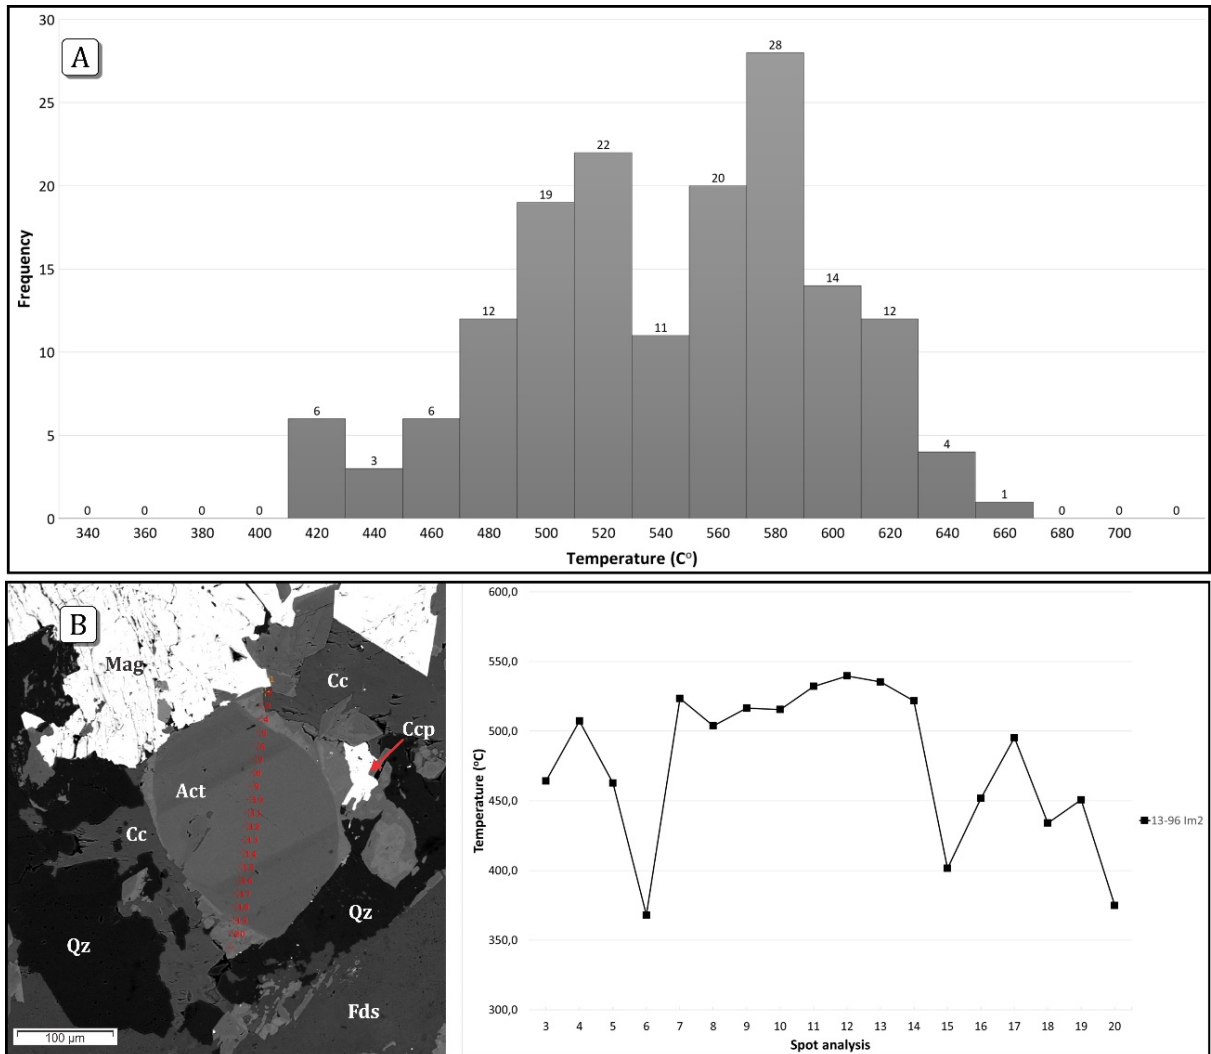 A
30
25
20
15
10
5
0
Frequency
0 0 0 0 6 3 6 12 19 22 11 20 28 14 12 4 1 0 0 0
340 360 380 400 420 440 460 480 500 520 540 560 580 600 620 640 660 680 700
Temperature (C°)
B
Mag
Cc
Ccp
Act
Cc
Qz
Qz
Fds
100 µm
600,0
550,0
500,0
450,0
400,0
350,0
300,0
Temperature (°C)
3 4 5 6 7 8 9 10 11 12 13 14 15 16 17 18 19 20
Spot analysis
13-96 Im2